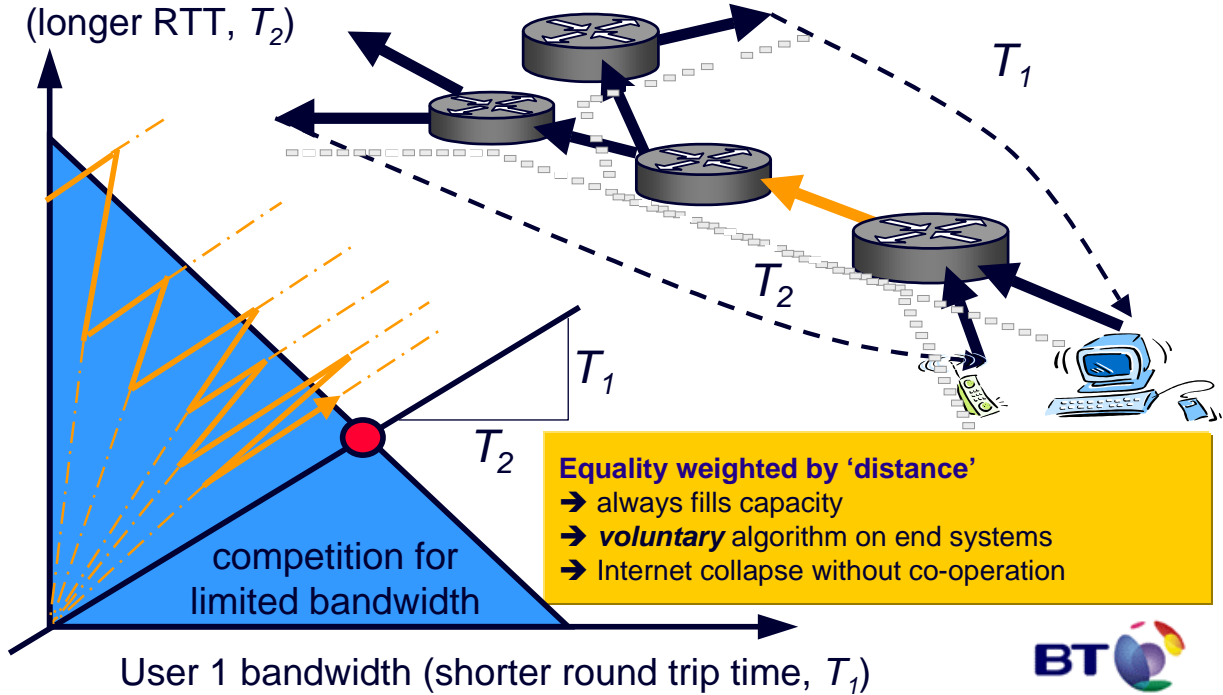 (longer RTT, T2)
T1
T2
T1
T2
competition for
limited bandwidth
Equality weighted by ‘distance’
➔ always fills capacity
➔ voluntary algorithm on end systems
➔ Internet collapse without co-operation
User 1 bandwidth (shorter round trip time, T1)
BT